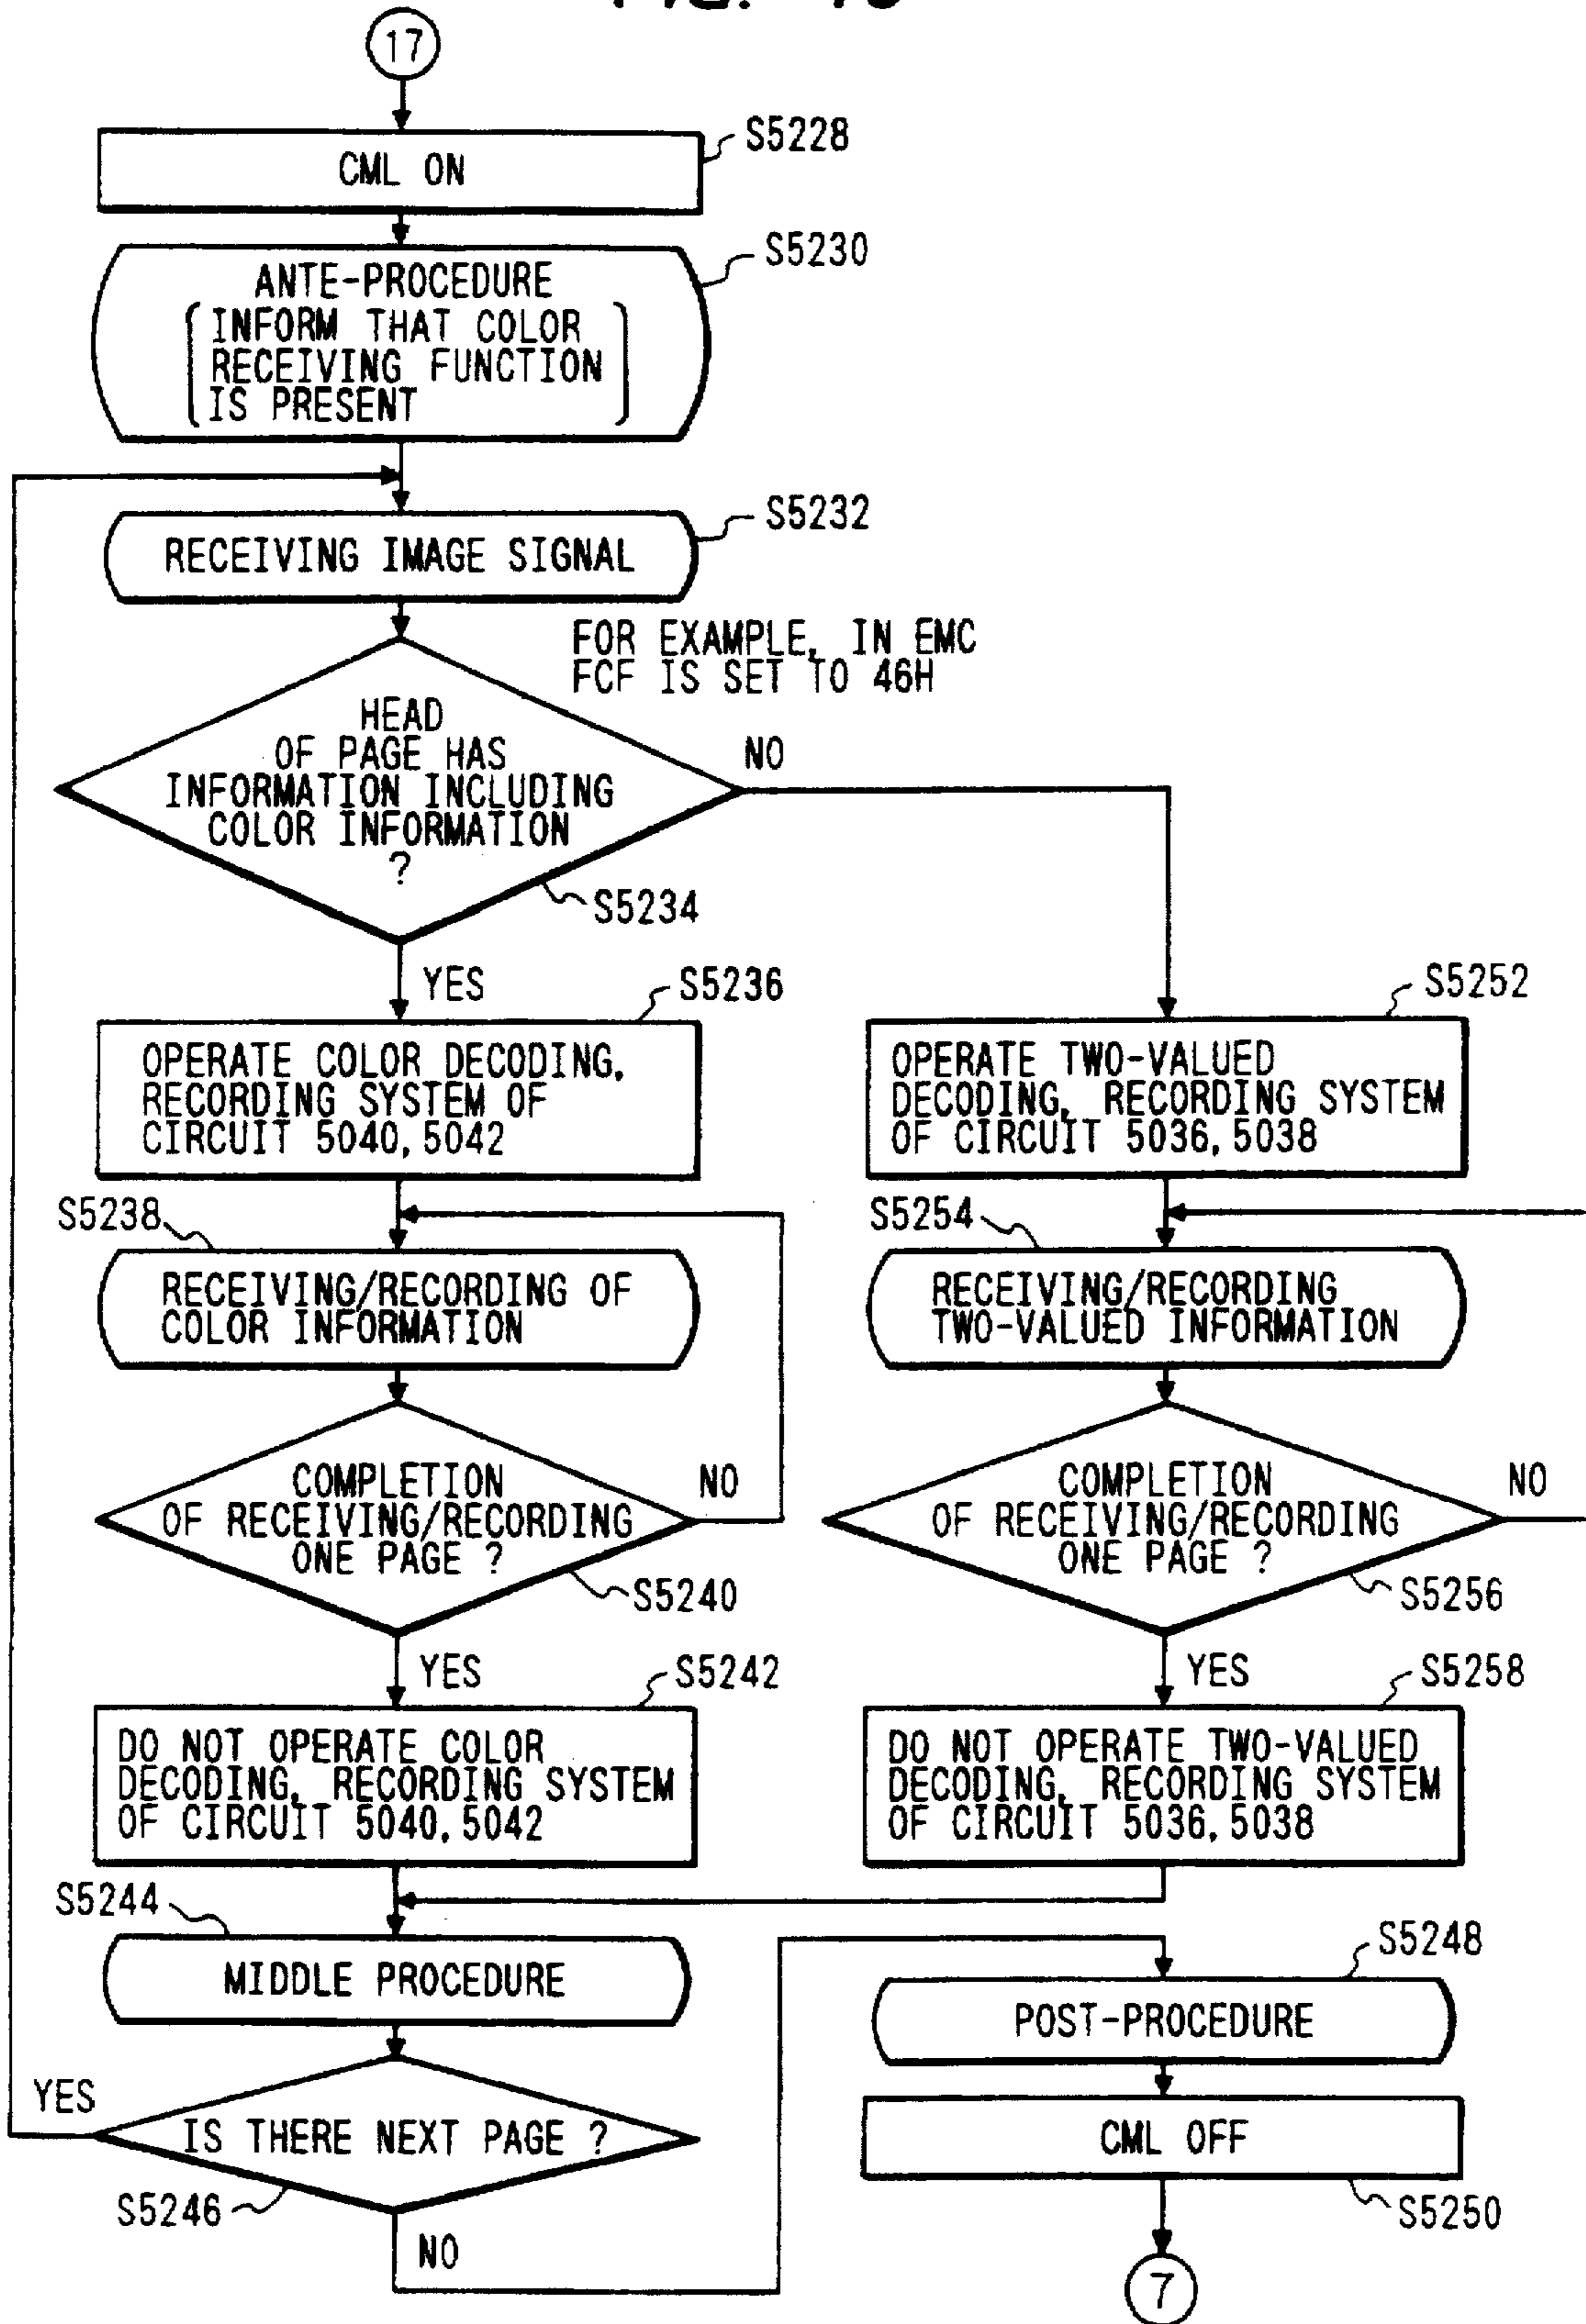 17
CML ON
S5228
ANTE-PROCEDURE
INFORM THAT COLOR
RECEIVING FUNCTION
IS PRESENT
S5230
RECEIVING IMAGE SIGNAL
S5232
FOR EXAMPLE, IN EMC
FCF IS SET TO 46H
HEAD
OF PAGE HAS
INFORMATION INCLUDING
COLOR INFORMATION
?
NO
S5234
YES
S5236
OPERATE COLOR DECODING,
RECORDING SYSTEM OF
CIRCUIT 5040, 5042
S5252
OPERATE TWO-VALUED
DECODING, RECORDING SYSTEM
OF CIRCUIT 5036, 5038
S5238
RECEIVING/RECORDING OF
COLOR INFORMATION
S5254
RECEIVING/RECORDING
TWO-VALUED INFORMATION
COMPLETION
OF RECEIVING/RECORDING
ONE PAGE ?
NO
S5240
COMPLETION
OF RECEIVING/RECORDING
ONE PAGE ?
NO
S5256
YES
S5242
DO NOT OPERATE COLOR
DECODING, RECORDING SYSTEM
OF CIRCUIT 5040, 5042
YES
S5258
DO NOT OPERATE TWO-VALUED
DECODING, RECORDING SYSTEM
OF CIRCUIT 5036, 5038
S5244
MIDDLE PROCEDURE
S5248
POST-PROCEDURE
YES
IS THERE NEXT PAGE ?
S5246
NO
CML OFF
S5250
7